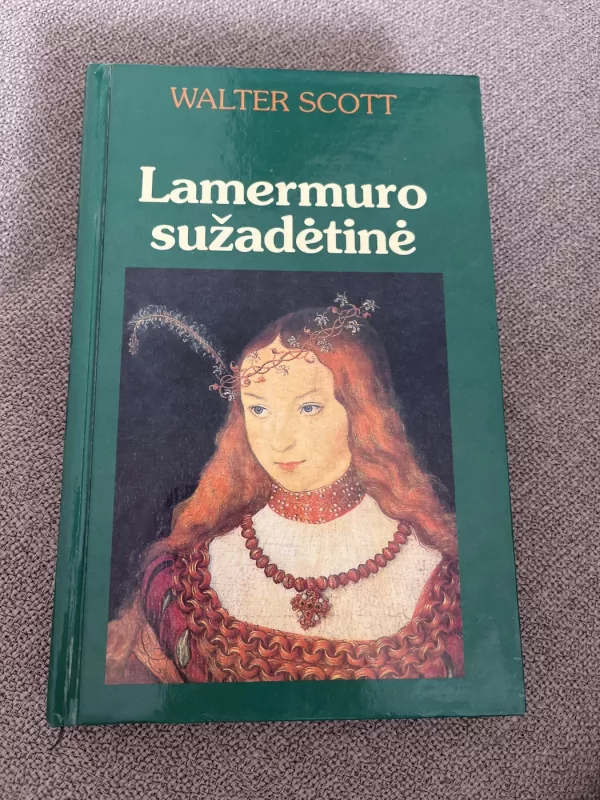 WALTER SCOTT
Lamermuro
sužadėtinė